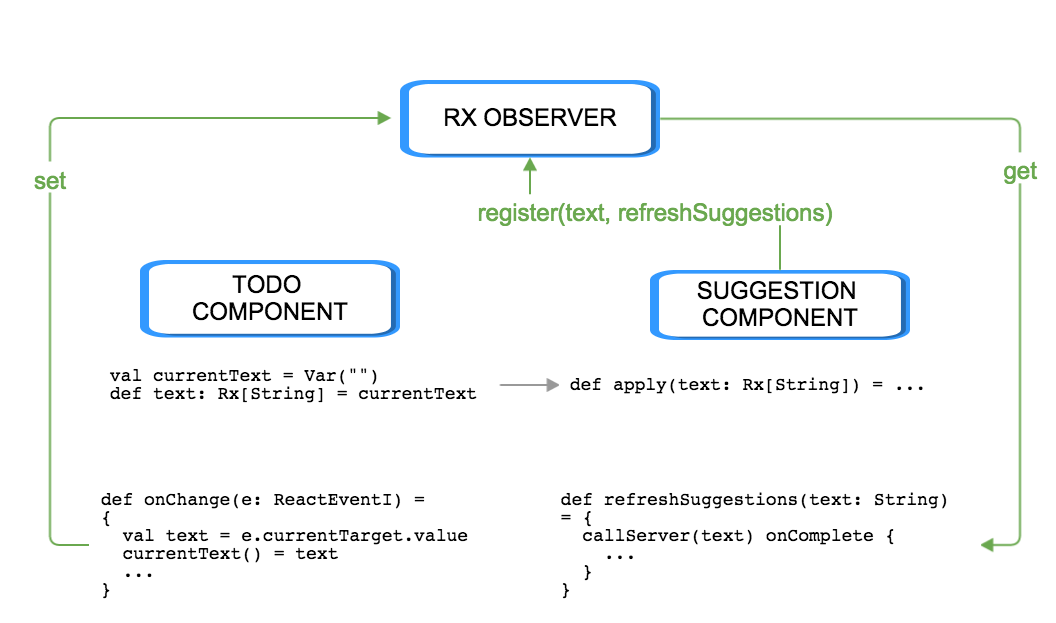 RX OBSERVER
set
get
register(text, refreshSuggestions)
TODO
COMPONENT
SUGGESTION
COMPONENT
val currentText = Var("")
def text: Rx[String] = currentText
def apply(text: Rx[String]) = ...
def onChange(e: ReactEventI) =
{
  val text = e.currentTarget.value
  currentText() = text
  ...
}
def refreshSuggestions(text: String)
= {
  callServer(text) onComplete {
    ...
  }
}